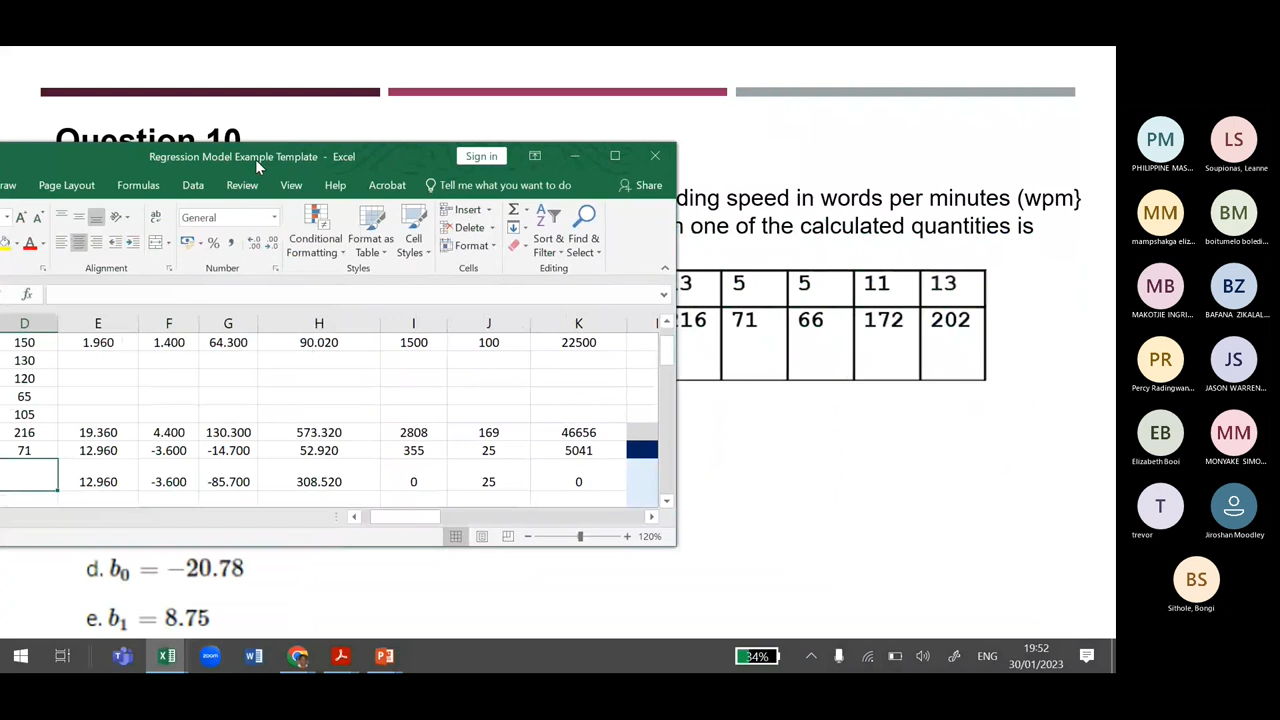 Question 10
Regression Model Example Template - Excel
Sign in
Page Layout Formulas Data Review View Help Acrobat Tell me what you want to do Share
General
Conditional Formatting
Format as Table
Cell Styles
Insert
Delete
Format
Sort & Filter
Find & Select
Alignment Number Styles Cells Editing
fx
D E F G H I J K
150 1.960 1.400 64.300 90.020 1500 100 22500
130
120
65
105
216 19.360 4.400 130.300 573.320 2808 169 46656
71 12.960 -3.600 -14.700 52.920 355 25 5041
12.960 -3.600 -85.700 308.520 0 25 0
120%
ding speed in words per minutes (wpm}
one of the calculated quantities is
5 5 11 13
71 66 172 202
d. b₀ = −20.78
e. b₁ = 8.75
34%
ENG
19:52
30/01/2023
PM
PHILIPPINE MAS...
LS
Soupionas, Leanne
MM
mampshakga eliz...
BM
boitumelo boledi...
MB
MAKOTJIE INGRI...
BZ
BAFANA ZIKALAL...
PR
Percy Radingwan...
JS
JASON WARREN...
EB
Elizabeth Booi
MM
MONYAKE SIMO...
T
trevor
Jiroshan Moodley
BS
Sithole, Bongi